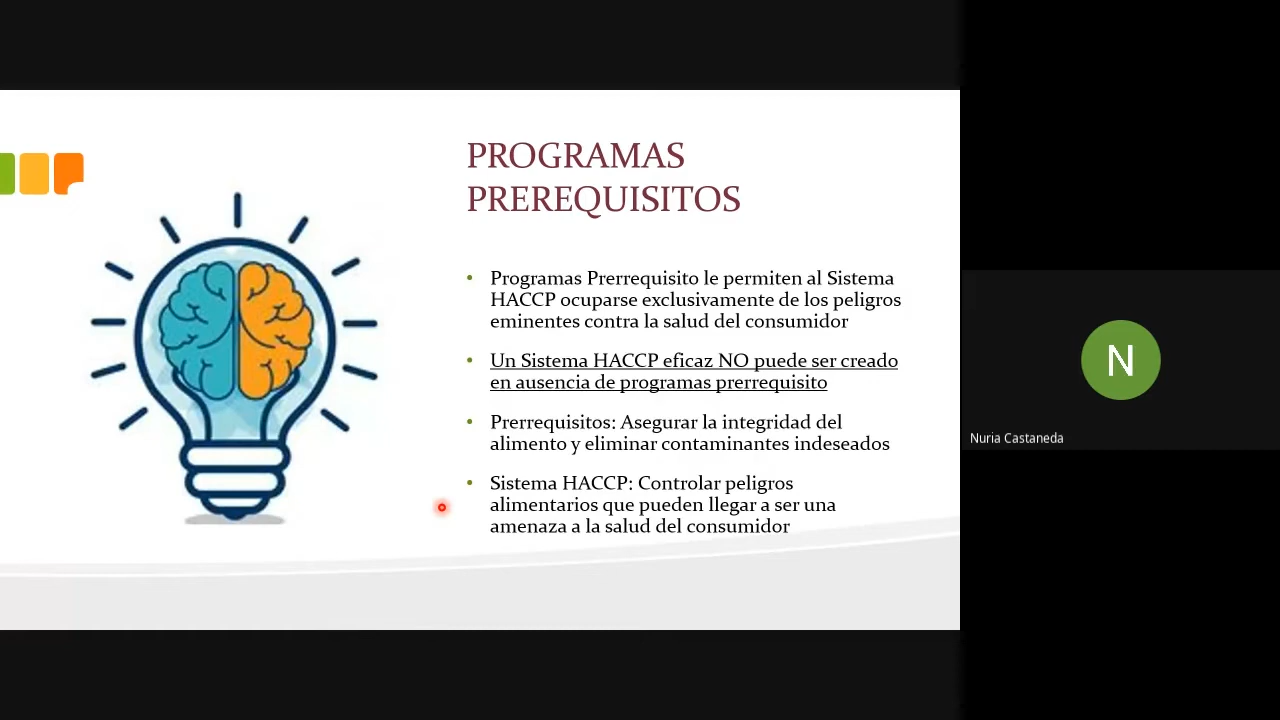 PROGRAMAS
PREREQUISITOS
• Programas Prerrequisito le permiten al Sistema
HACCP ocuparse exclusivamente de los peligros
eminentes contra la salud del consumidor
• Un Sistema HACCP eficaz NO puede ser creado
en ausencia de programas prerrequisito
• Prerrequisitos: Asegurar la integridad del
alimento y eliminar contaminantes indeseados
• Sistema HACCP: Controlar peligros
alimentarios que pueden llegar a ser una
amenaza a la salud del consumidor
N
Nuria Castaneda